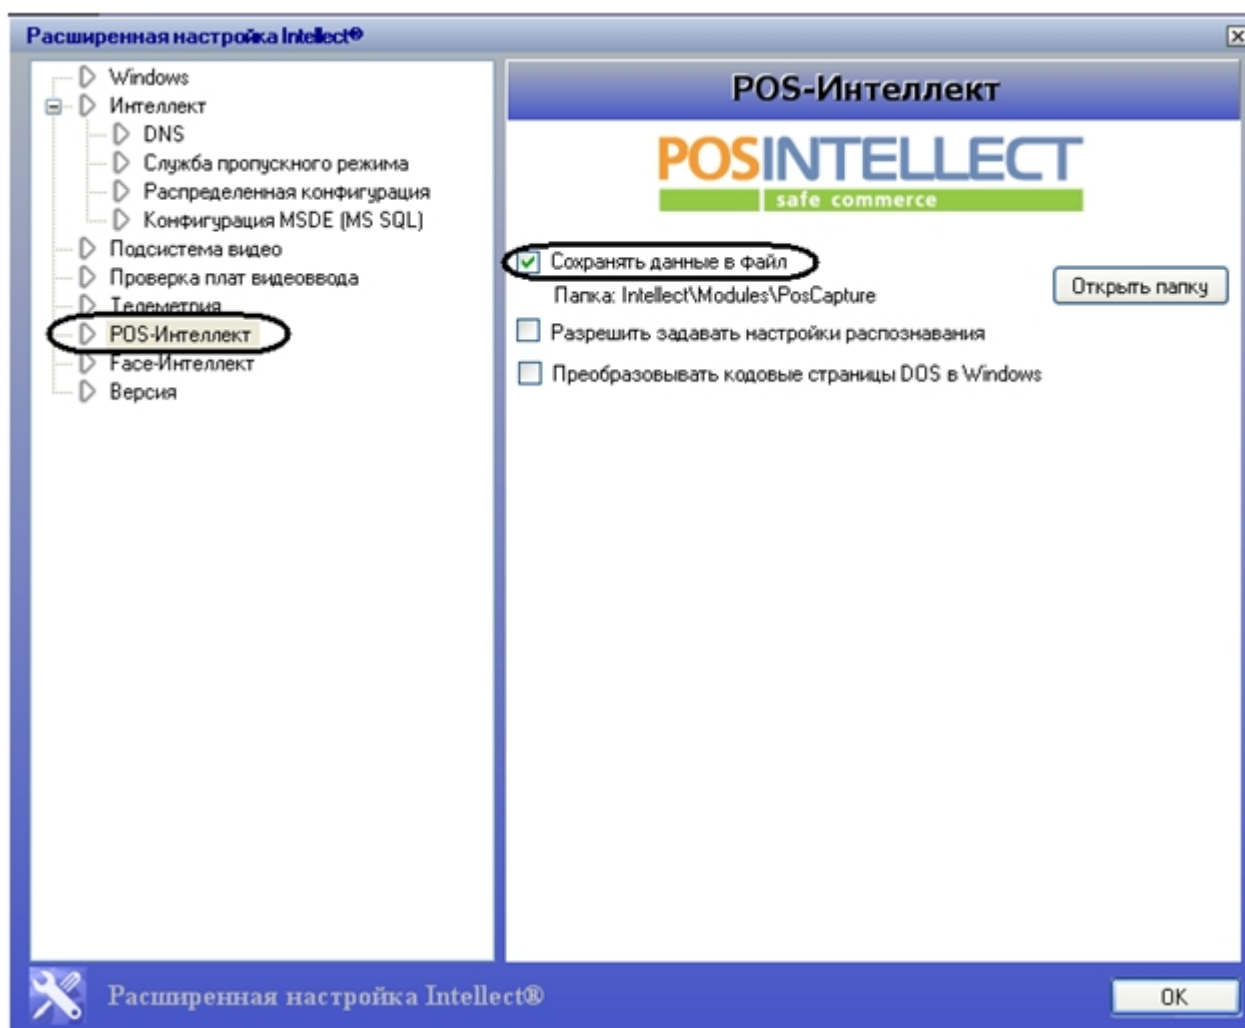 Расширенная настройка Intellect®
Windows
Интеллект
DNS
Служба пропускного режима
Распределенная конфигурация
Конфигурация MSDE (MS SQL)
Подсистема видео
Проверка плат видеоввода
Телеметрия
POS-Интеллект
Face-Интеллект
Версия
POS-Интеллект
POSINTELLECT
safe commerce
Сохранять данные в файл
Папка: Intellect\Modules\PosCapture
Открыть папку
Разрешить задавать настройки распознавания
Преобразовывать кодовые страницы DOS в Windows
Расширенная настройка Intellect®
OK